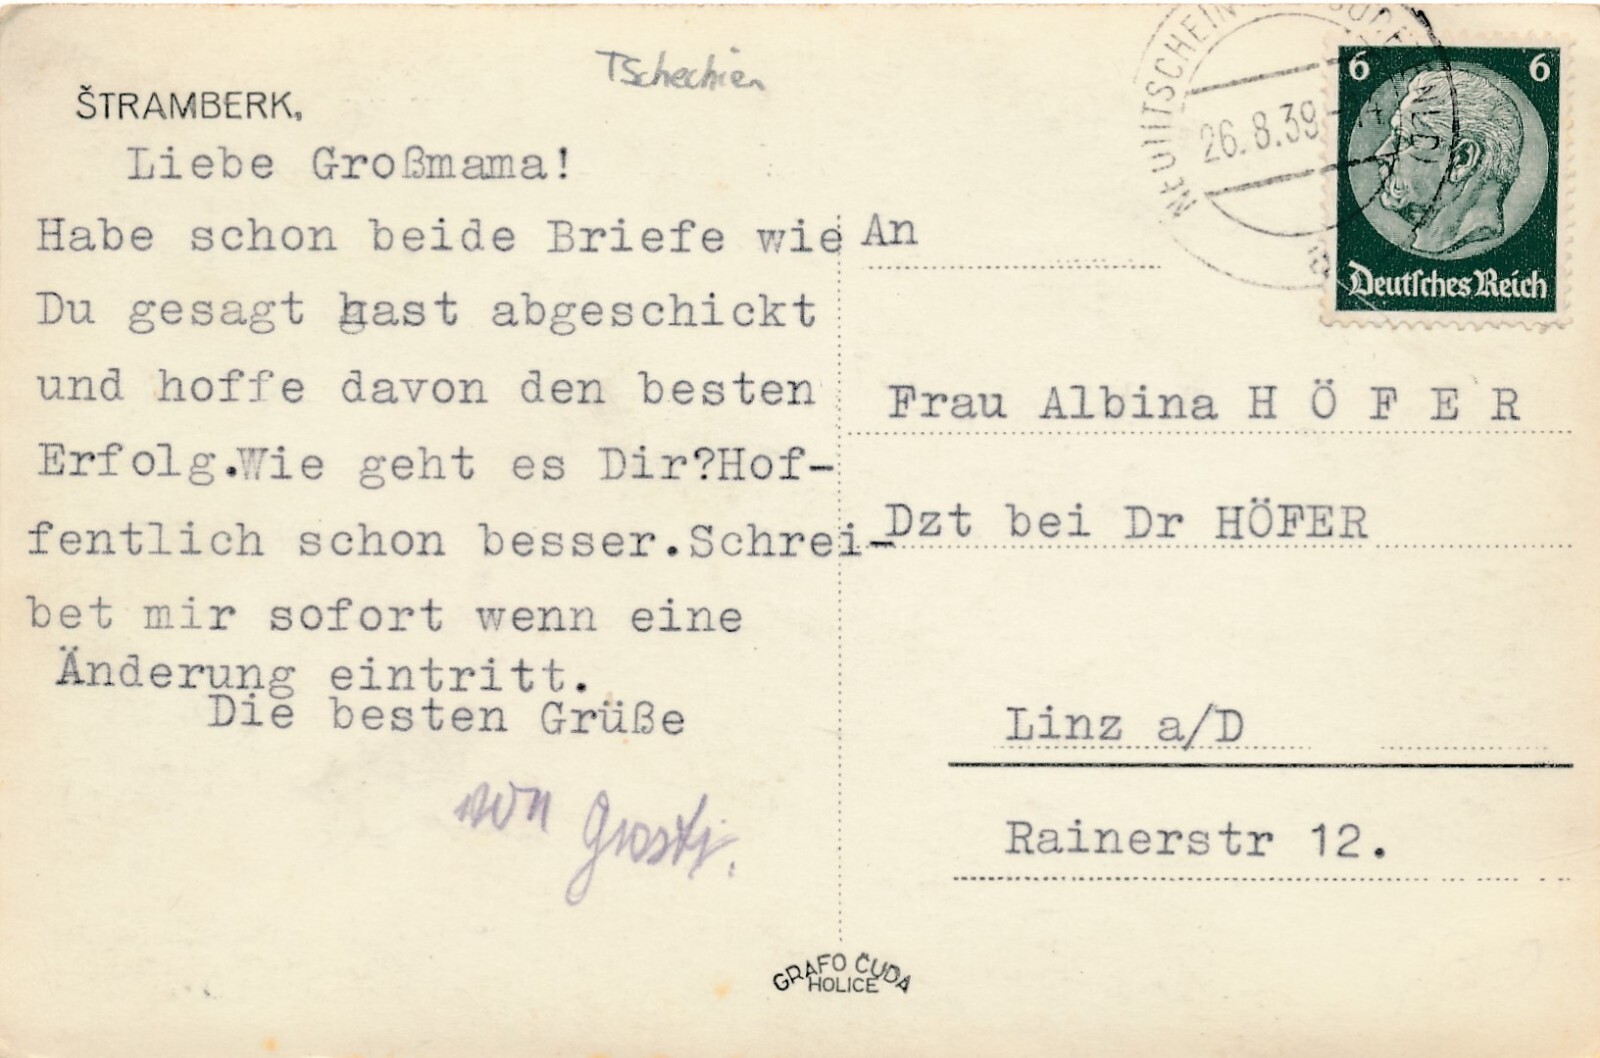 Tschechien
ŠTRAMBERK,
Liebe Großmama!
Habe schon beide Briefe wie
Du gesagt hast abgeschickt
und hoffe davon den besten
Erfolg.Wie geht es Dir?Hof-
fentlich schon besser.Schrei-
bet mir sofort wenn eine
Änderung eintritt.
Die besten Grüße
von
NEUTITSCHEIN
26.8.39
6 6
Deutsches Reich
An
Frau Albina H Ö F E R
Dzt bei Dr HÖFER
Linz a/D
Rainerstr 12.
GRAFO ČUDA
HOLICE